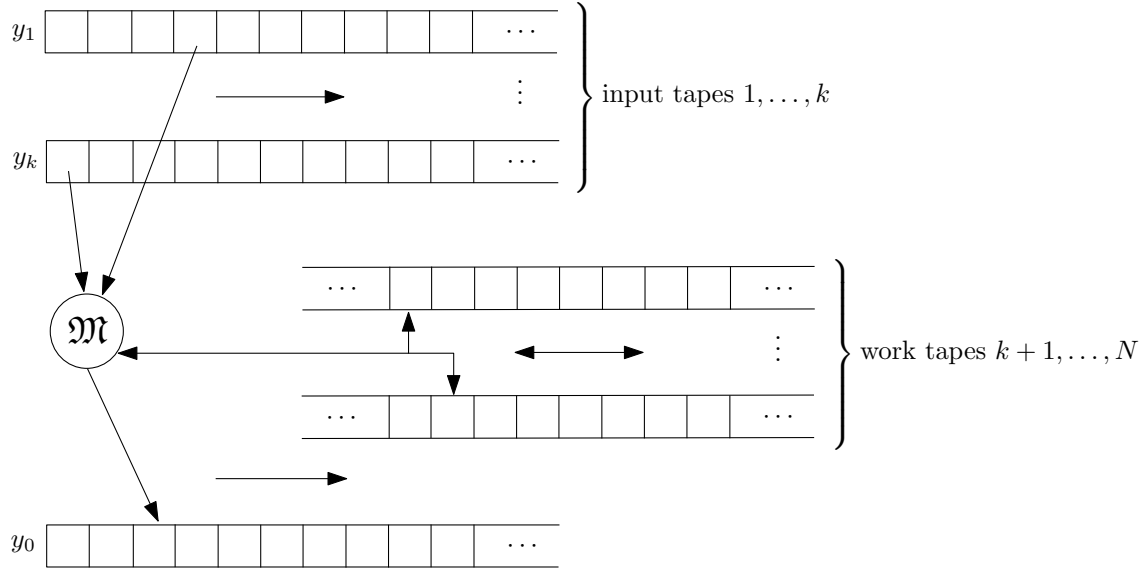 y₁ ⋯
⋮ input tapes 1, …, k
yₖ ⋯
⋯ ⋯
𝔐
⋮ work tapes k + 1, …, N
⋯ ⋯
y₀ ⋯